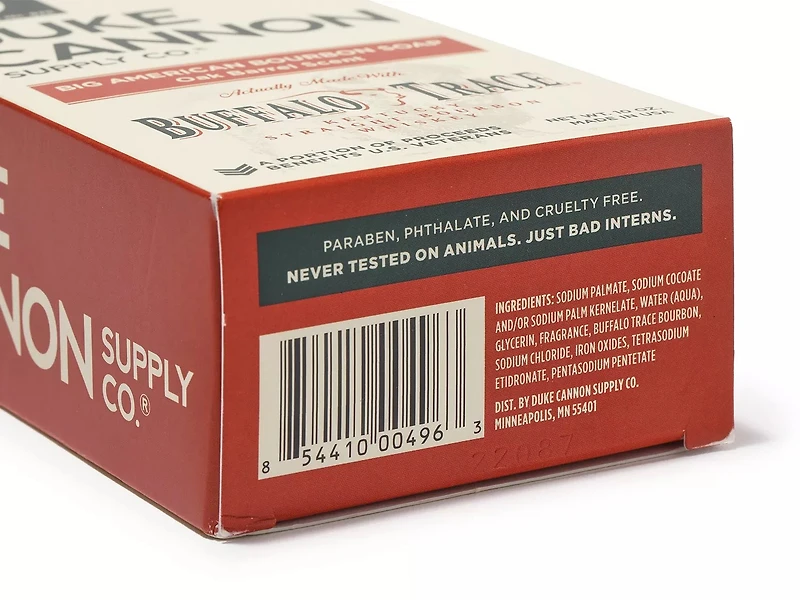 DUKE
CANNON
SUPPLY CO.
BIG AMERICAN BOURBON SOAP
Oak Barrel Scent
Actually Made With
BUFFALO TRACE
KENTUCKY
STRAIGHT BOURBON
WHISKEY
A PORTION OF PROCEEDS
BENEFITS U.S. VETERANS
NET WT. 10 OZ.
MADE IN USA
NON SUPPLY
CO.®
PARABEN, PHTHALATE, AND CRUELTY FREE.
NEVER TESTED ON ANIMALS. JUST BAD INTERNS.
INGREDIENTS: SODIUM PALMATE, SODIUM COCOATE
AND/OR SODIUM PALM KERNELATE, WATER (AQUA),
GLYCERIN, FRAGRANCE, BUFFALO TRACE BOURBON,
SODIUM CHLORIDE, IRON OXIDES, TETRASODIUM
ETIDRONATE, PENTASODIUM PENTETATE
DIST. BY DUKE CANNON SUPPLY CO.
MINNEAPOLIS, MN 55401
8 54410 00496 3
22087